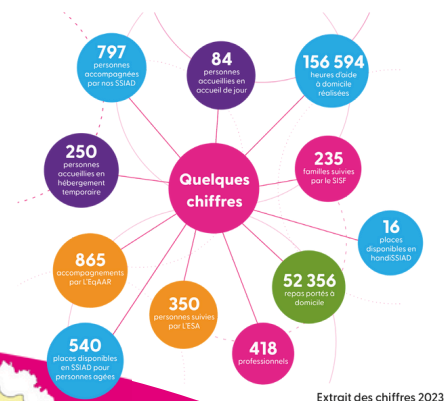 797
personnes
accompagnées
par nos SSIAD
84
personnes
accueillies en
accueil de jour
156 594
heures d'aide
à domicile
réalisées
250
personnes
accueillies en
hébergement
temporaire
Quelques
chiffres
235
familles suivies
par le SISF
16
places
disponibles en
handiSSIAD
865
accompagnements
par L'EqAAR
350
personnes suivies
par L'ESA
52 356
repas portés à
domicile
540
places disponibles
en SSIAD pour
personnes agées
418
professionnels
Extrait des chiffres 2023